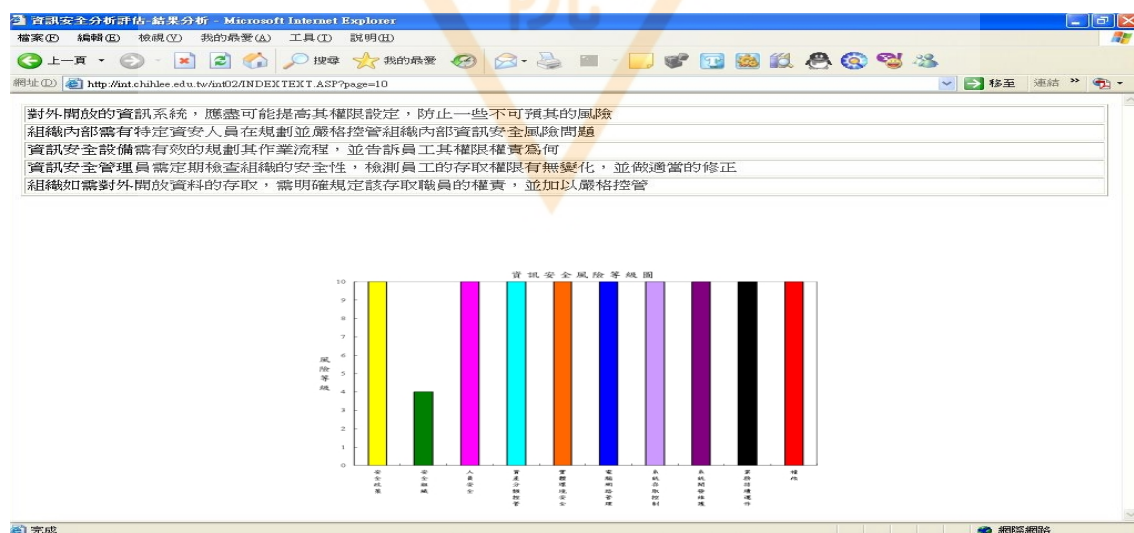 資訊安全分析評估-結果分析 - Microsoft Internet Explorer
檔案(F) 編輯(E) 檢視(V) 我的最愛(A) 工具(T) 說明(H)
上一頁 搜尋 我的最愛
網址(D) http://int.chihlee.edu.tw/int02/INDEXTEXT.ASP?page=10 移至 連結 »
對外開放的資訊系統,應盡可能提高其權限設定,防止一些不可預其的風險
組織內部需有特定資安人員在規劃並嚴格控管組織內部資訊安全風險問題
資訊安全設備需有效的規劃其作業流程,並告訴員工其權限權責為何
資訊安全管理員需定期檢查組織的安全性,檢測員工的存取權限有無變化,並做適當的修正
組織如需對外開放資料的存取,需明確規定該存取職員的權責,並加以嚴格控管
資訊安全風險等級圖
10
9
8
7
6
5
4
3
2
1
0
風險等級
安全政策
安全組織
人員安全
資產分類控管
實體環境安全
電腦網路管理
系統存取控制
系統開發維護
業務持續運作
稽核
完成 網際網路